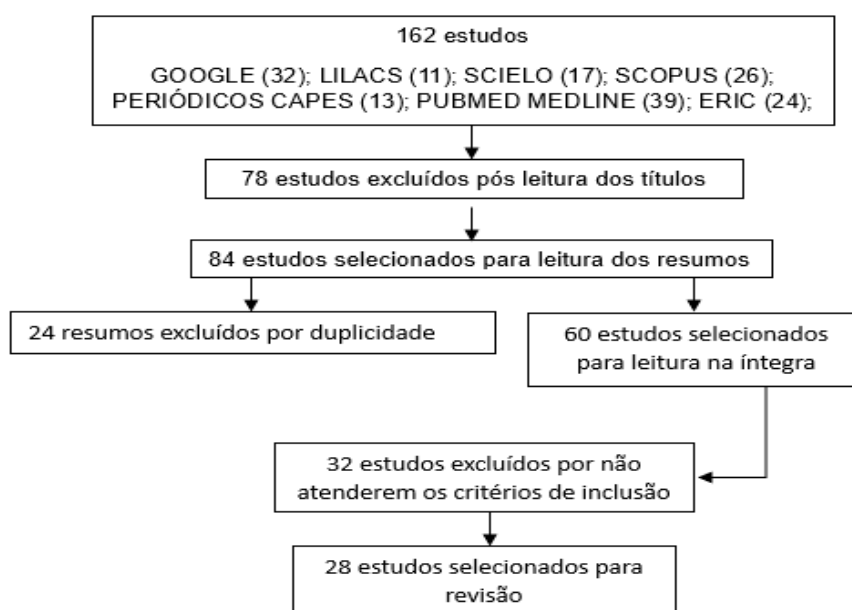 162 estudos
GOOGLE (32); LILACS (11); SCIELO (17); SCOPUS (26);
PERIÓDICOS CAPES (13); PUBMED MEDLINE (39); ERIC (24);
78 estudos excluídos pós leitura dos títulos
84 estudos selecionados para leitura dos resumos
24 resumos excluídos por duplicidade
60 estudos selecionados
para leitura na íntegra
32 estudos excluídos por não
atenderem os critérios de inclusão
28 estudos selecionados para
revisão